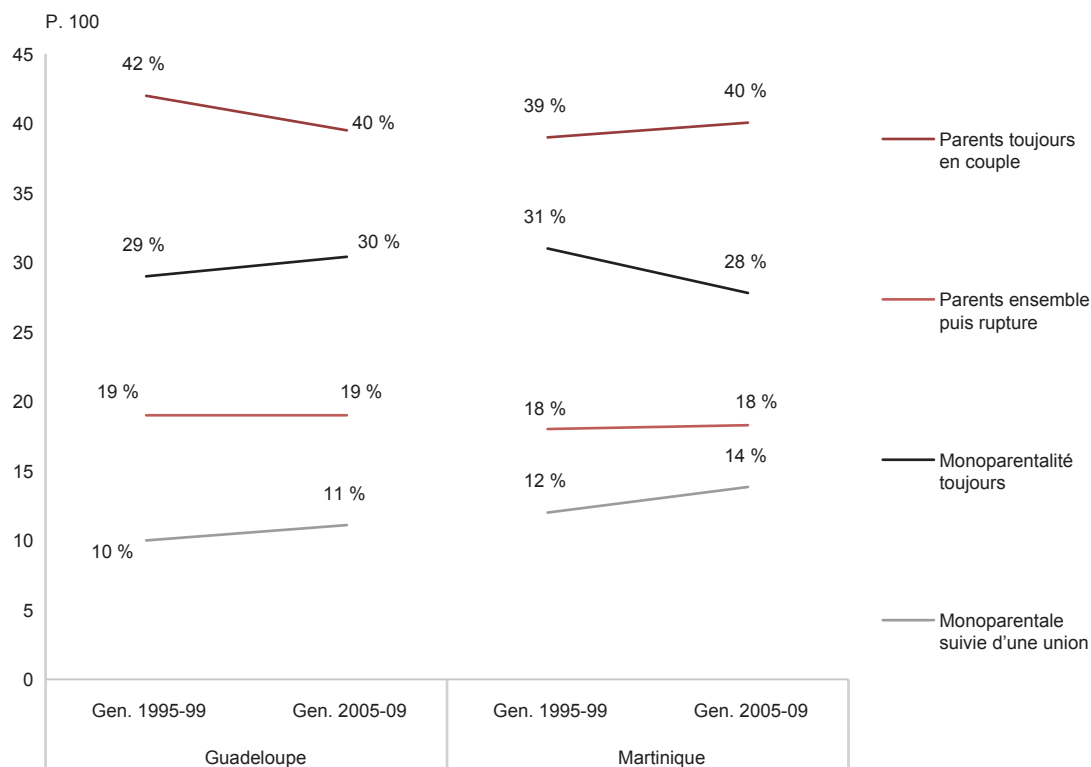 P. 100
45
40
35
30
25
20
15
10
5
0
42 %
40 %
39 %
40 %
29 %
30 %
31 %
28 %
19 %
19 %
18 %
18 %
10 %
11 %
12 %
14 %
Gen. 1995-99
Gen. 2005-09
Gen. 1995-99
Gen. 2005-09
Guadeloupe
Martinique
Parents toujours
en couple
Parents ensemble
puis rupture
Monoparentalité
toujours
Monoparentale
suivie d'une union